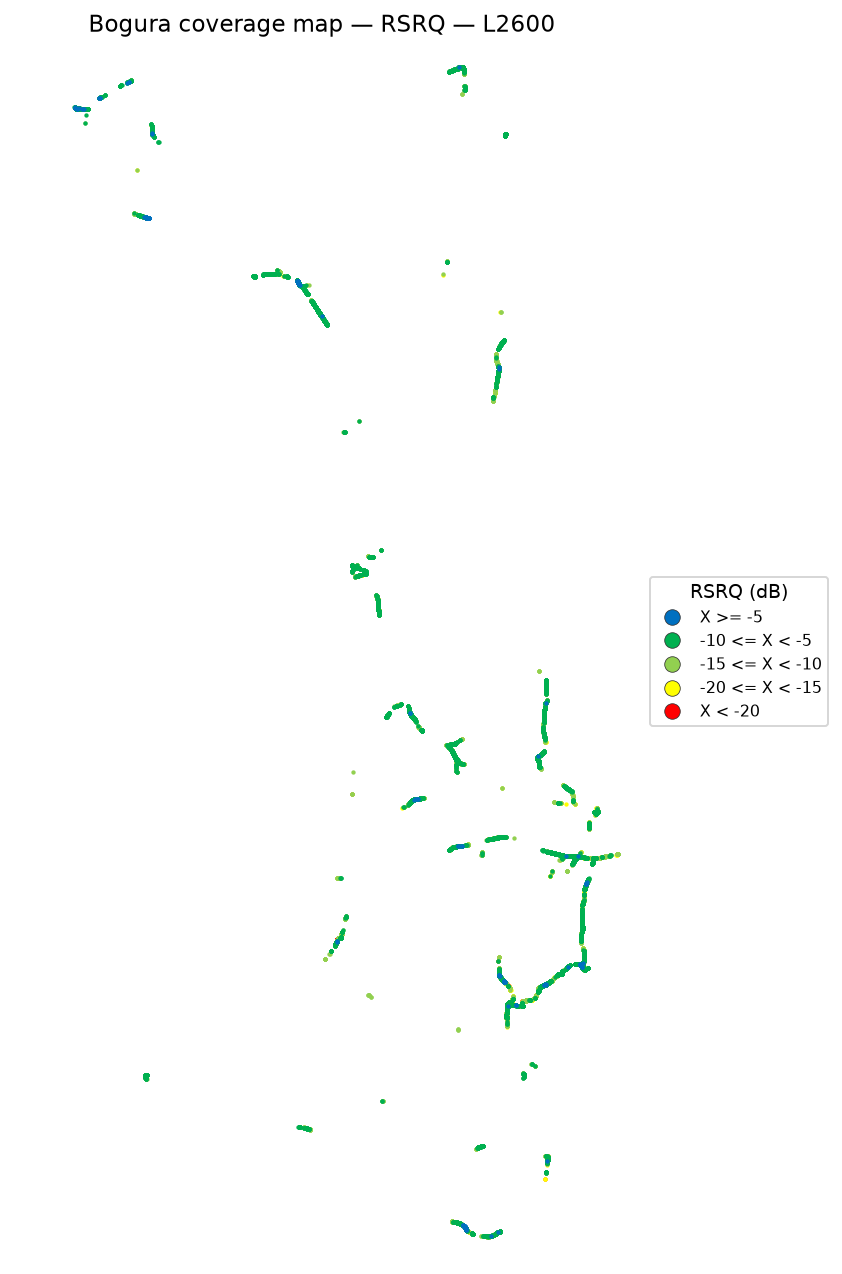 Bogura coverage map — RSRQ — L2600
RSRQ (dB)
X >= -5
-10 <= X < -5
-15 <= X < -10
-20 <= X < -15
X < -20